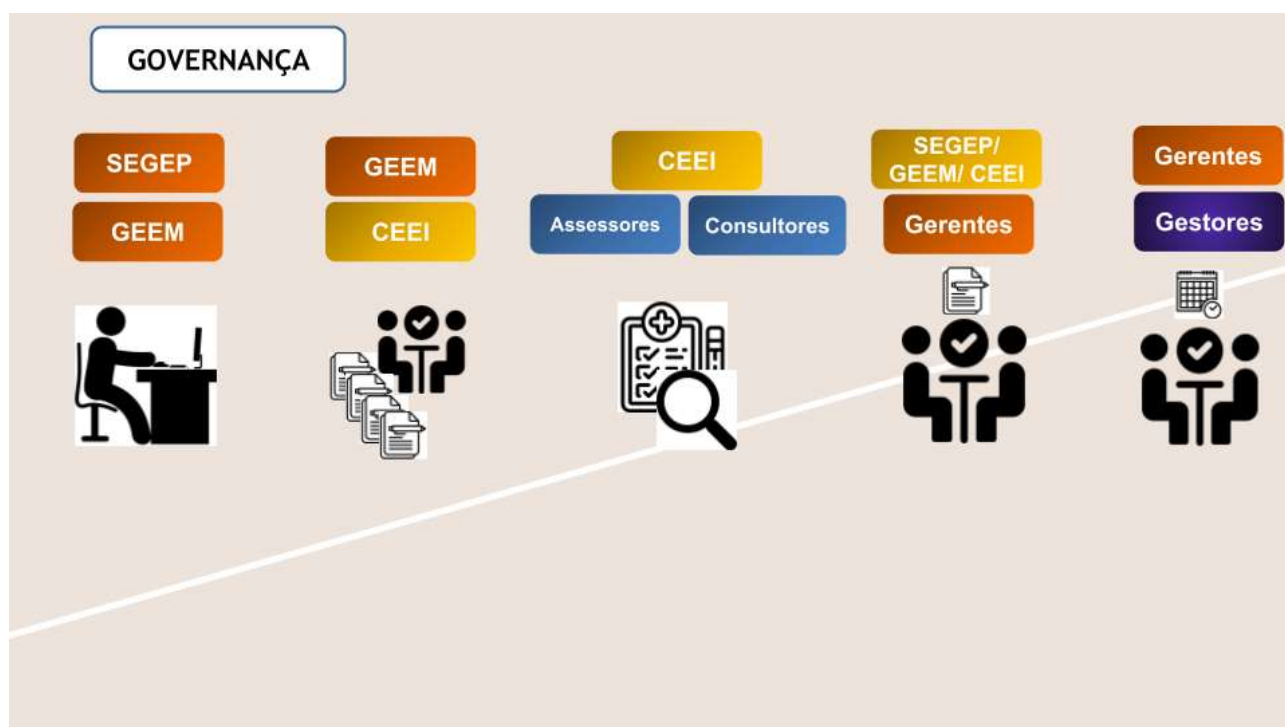 GOVERNANÇA
SEGEP
GEEM
GEEM
CEEI
CEEI
Assessores
Consultores
SEGEP/
GEEM/ CEEI
Gerentes
Gerentes
Gestores